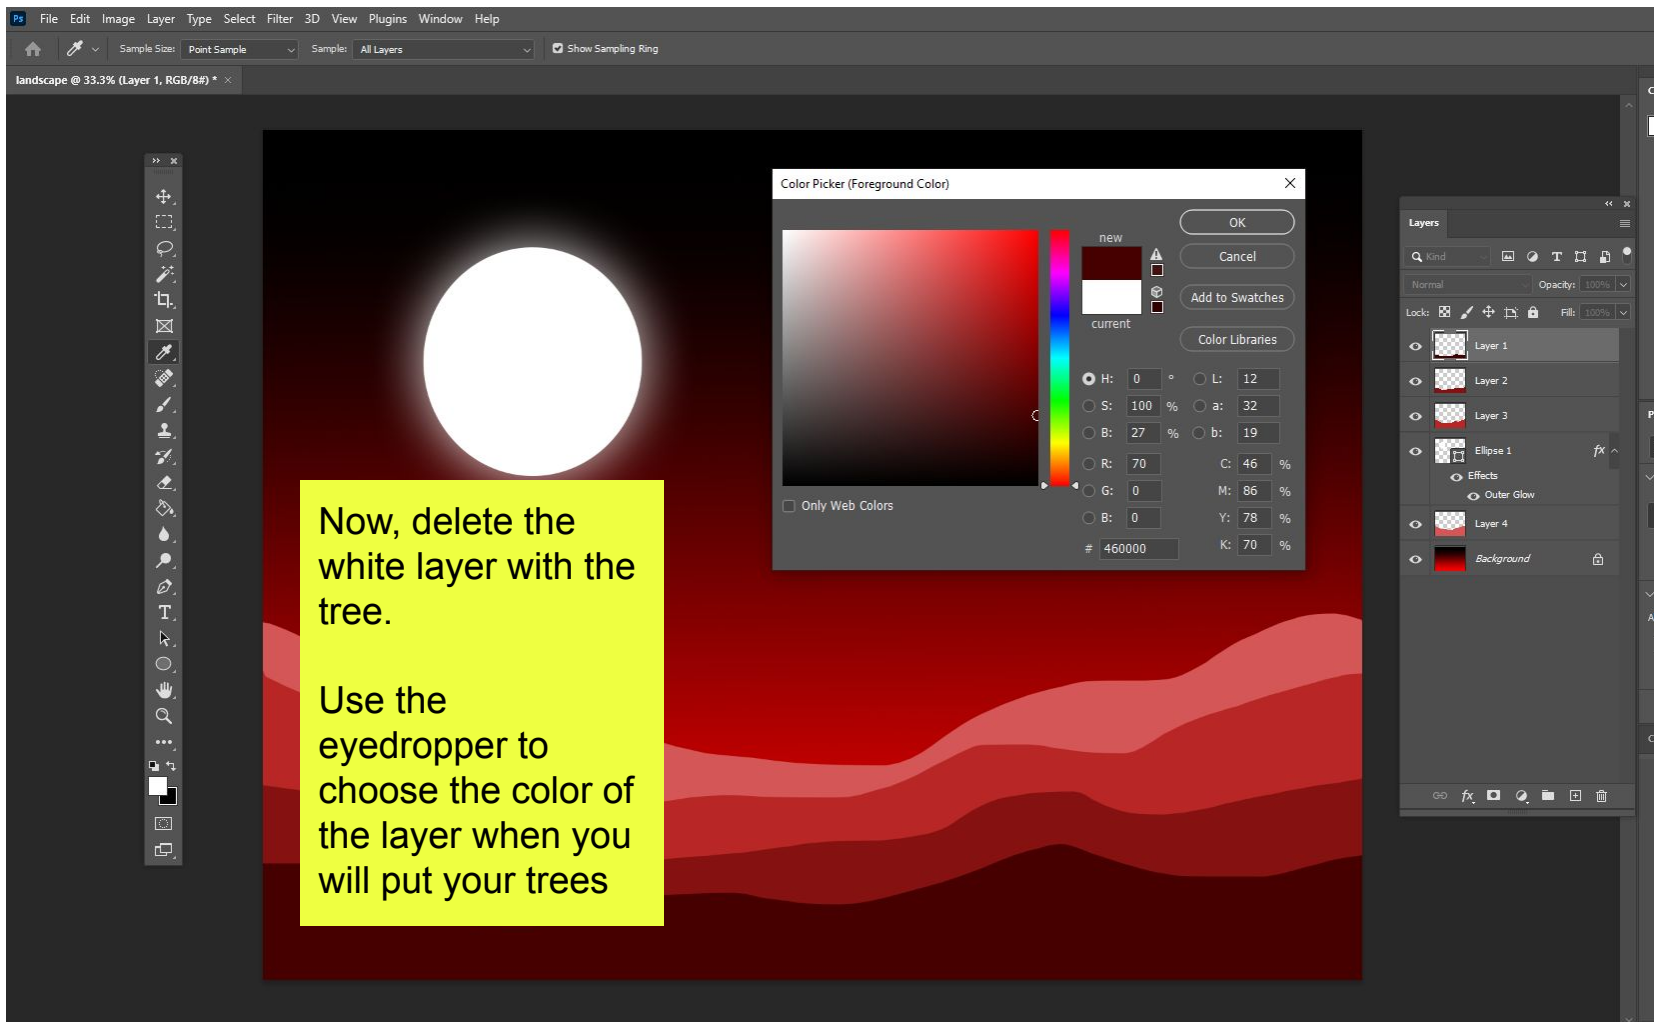 Ps File Edit Image Layer Type Select Filter 3D View Plugins Window Help
Sample Size: Point Sample Sample: All Layers Show Sampling Ring
landscape @ 33.3% (Layer 1, RGB/8#) * ×
Color Picker (Foreground Color)
new
current
OK
Cancel
Add to Swatches
Color Libraries
H: 0 ° L: 12
S: 100 % a: 32
B: 27 % b: 19
R: 70 C: 46 %
G: 0 M: 86 %
B: 0 Y: 78 %
# 460000 K: 70 %
Only Web Colors
Now, delete the
white layer with the
tree.
Use the
eyedropper to
choose the color of
the layer when you
will put your trees
Layers
Kind
Normal Opacity: 100%
Lock: Fill: 100%
Layer 1
Layer 2
Layer 3
Ellipse 1 fx
Effects
Outer Glow
Layer 4
Background
fx